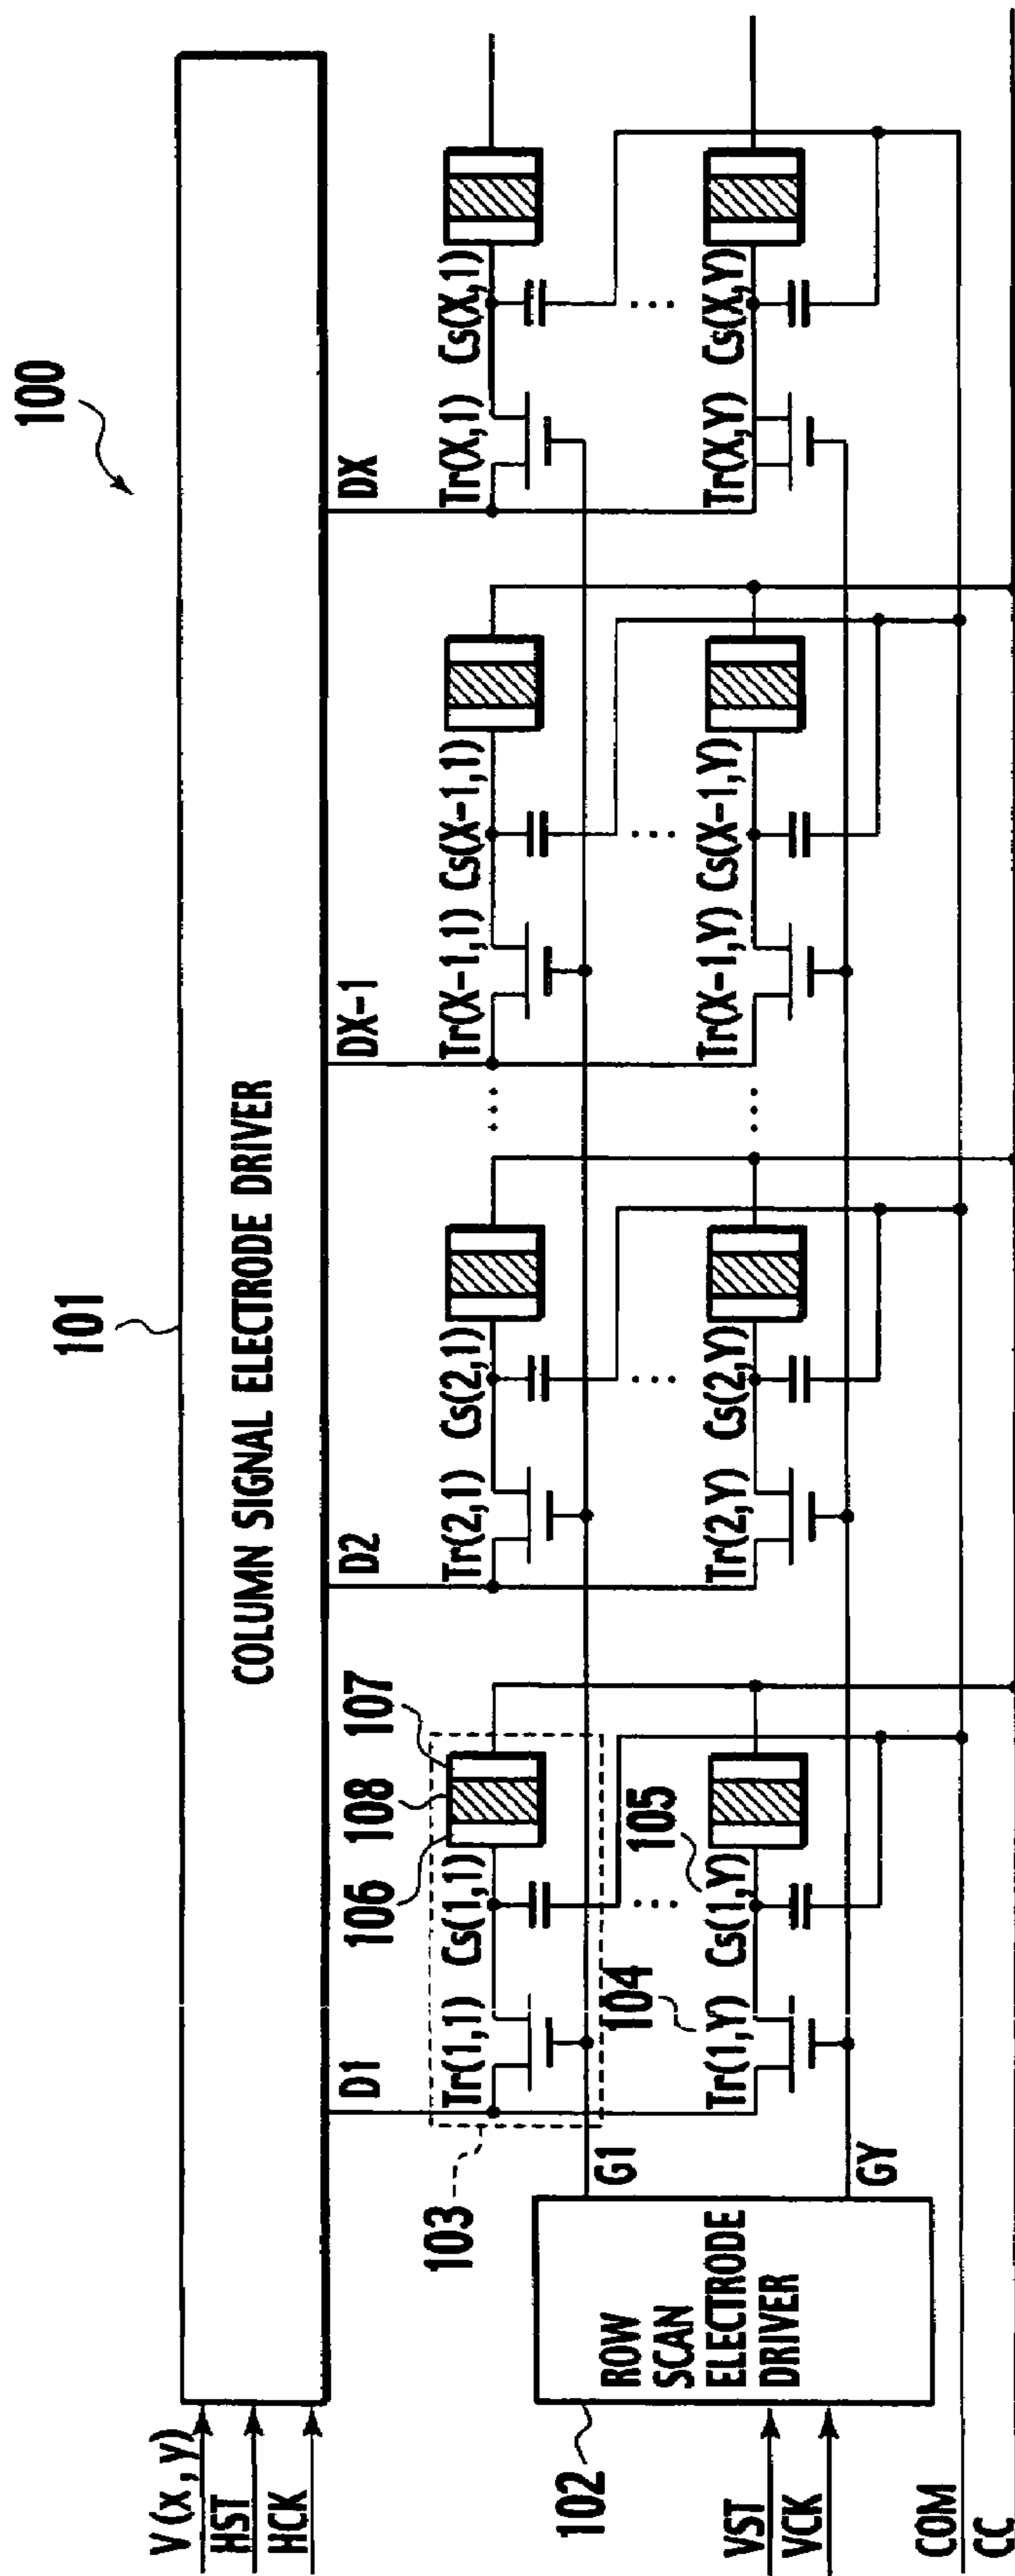 100
101
COLUMN SIGNAL ELECTRODE DRIVER
V(x,y)
HST
HCK
D1
D2
DX-1
DX
106
108
107
103
Tr(1,1)
Cs(1,1)
Tr(2,1)
Cs(2,1)
Tr(X-1,1)
Cs(X-1,1)
Tr(X,1)
Cs(X,1)
G1
104
105
...
...
...
...
...
...
Tr(1,Y)
Cs(1,Y)
Tr(2,Y)
Cs(2,Y)
Tr(X-1,Y)
Cs(X-1,Y)
Tr(X,Y)
Cs(X,Y)
GY
102
ROW
SCAN
ELECTRODE
DRIVER
VST
VCK
COM
CC